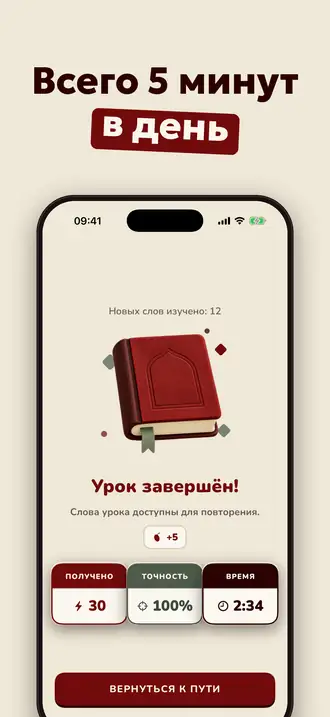 Всего 5 минут
в день
09:41
Новых слов изучено: 12
Урок завершён!
Слова урока доступны для повторения.
+5
ПОЛУЧЕНО ТОЧНОСТЬ ВРЕМЯ
30 100% 2:34
ВЕРНУТЬСЯ К ПУТИ